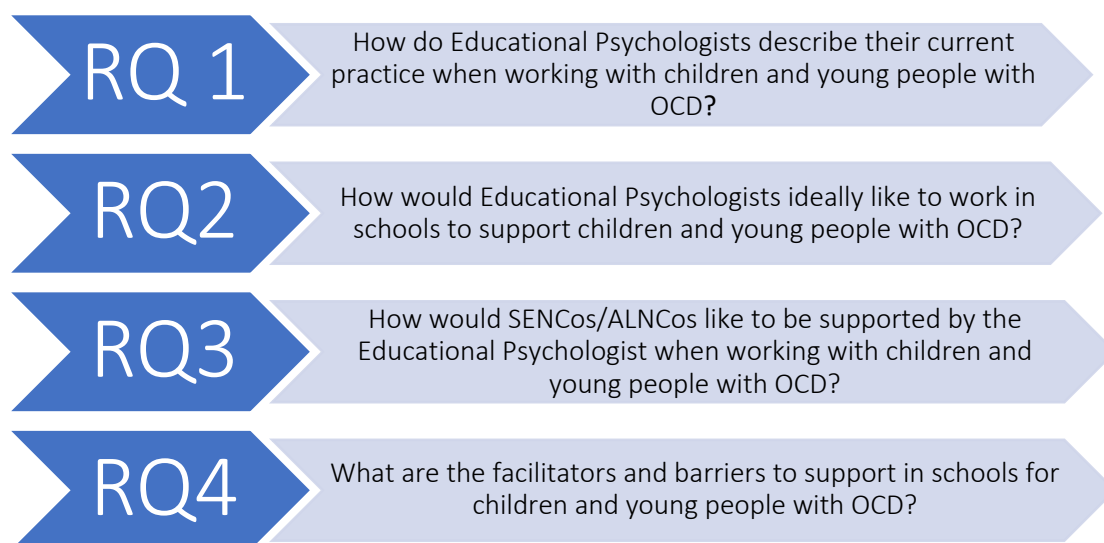 RQ 1
How do Educational Psychologists describe their current
practice when working with children and young people with
OCD?
RQ2
How would Educational Psychologists ideally like to work in
schools to support children and young people with OCD?
RQ3
How would SENCos/ALNCos like to be supported by the
Educational Psychologist when working with children and
young people with OCD?
RQ4
What are the facilitators and barriers to support in schools for
children and young people with OCD?